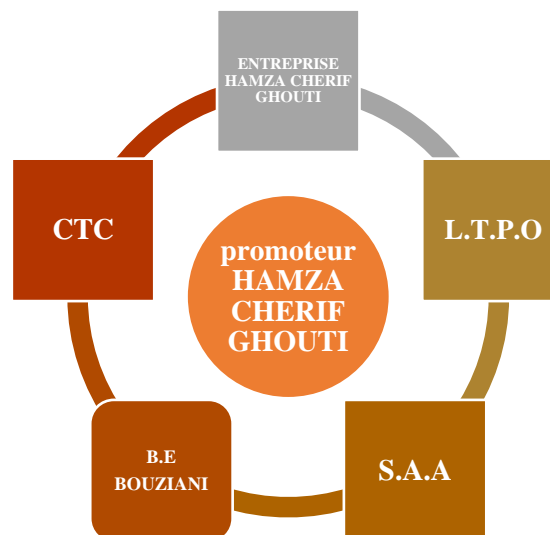 ENTREPRISE
HAMZA CHERIF
GHOUTI
CTC
L.T.P.O
promoteur
HAMZA
CHERIF
GHOUTI
B.E
BOUZIANI
S.A.A